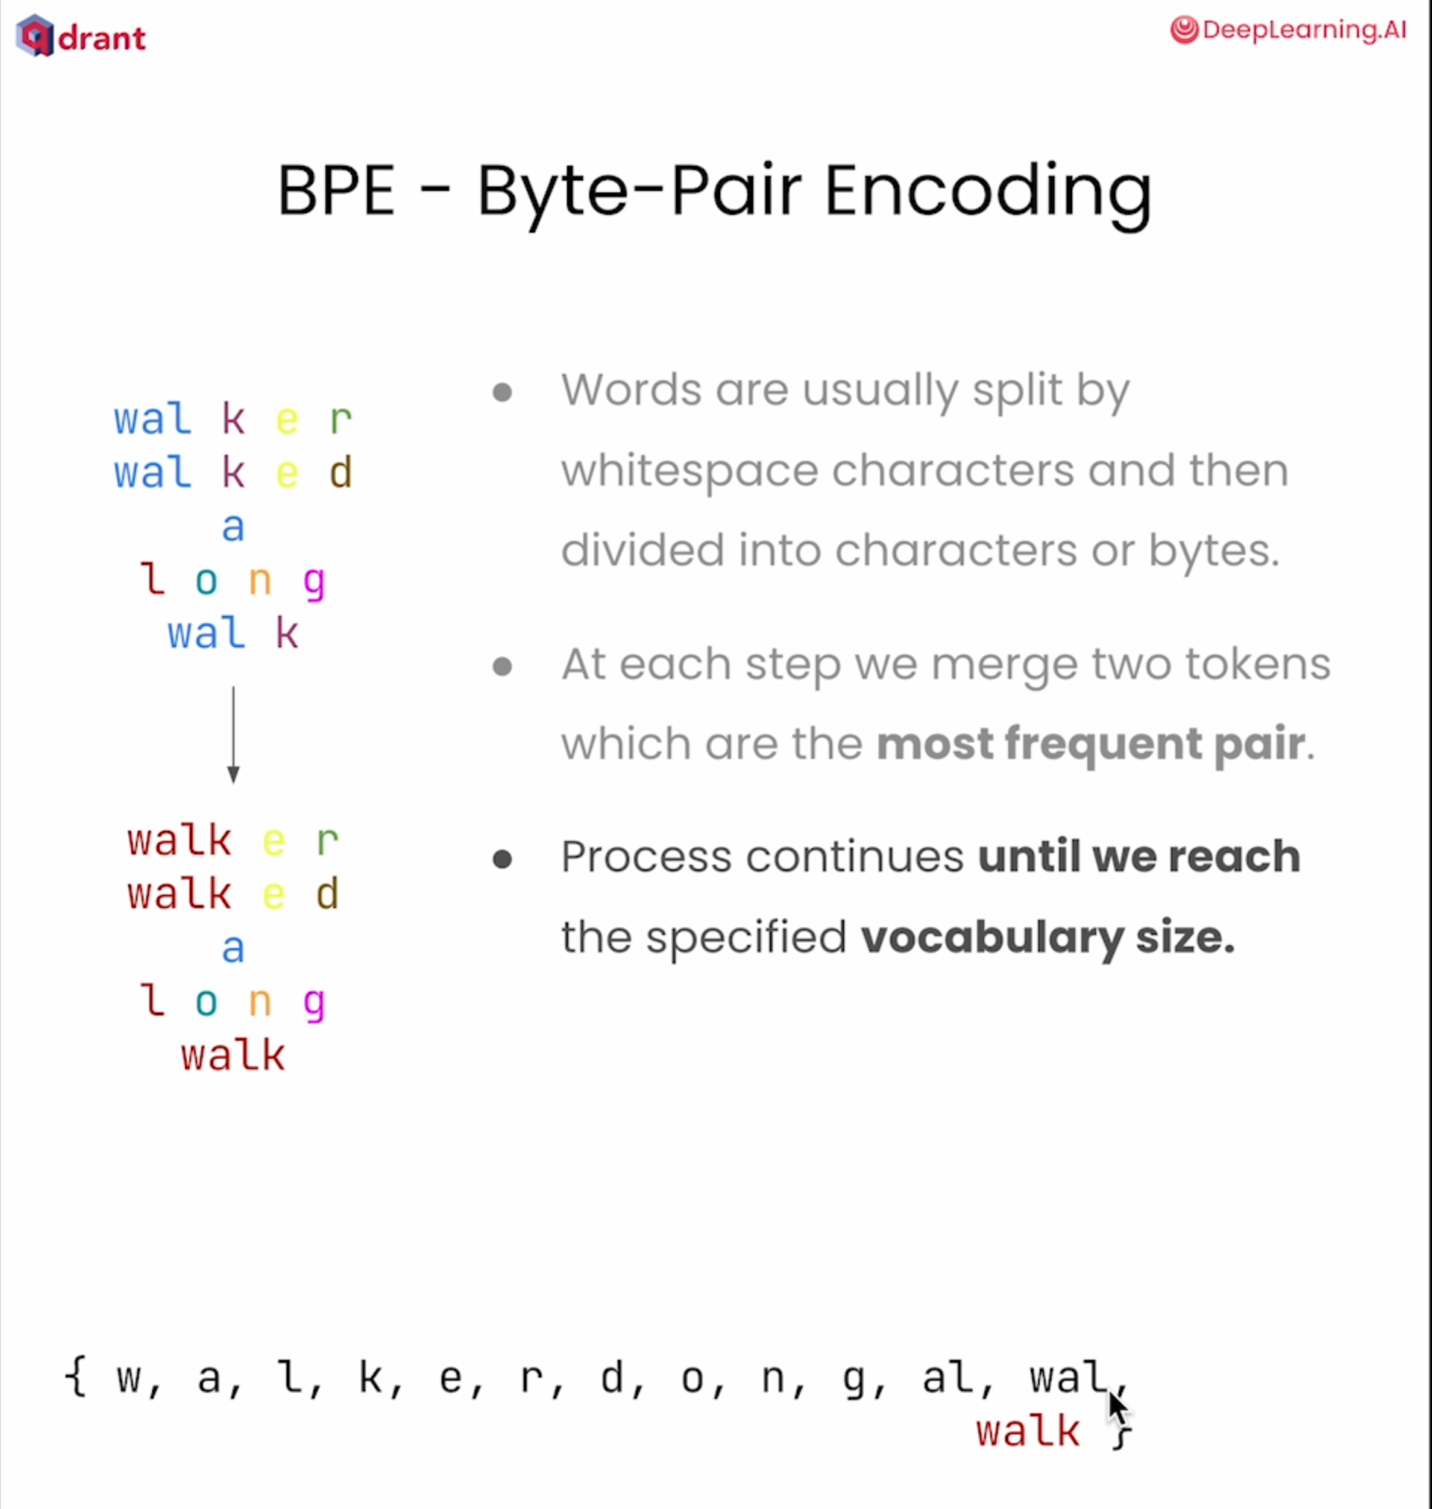 drant
DeepLearning.AI
BPE - Byte-Pair Encoding
wal k e r
wal k e d
a
l o n g
wal k
walk e r
walk e d
a
l o n g
walk
● Words are usually split by
whitespace characters and then
divided into characters or bytes.
● At each step we merge two tokens
which are the most frequent pair.
● Process continues until we reach
the specified vocabulary size.
{ w, a, l, k, e, r, d, o, n, g, al, wal,
walk }